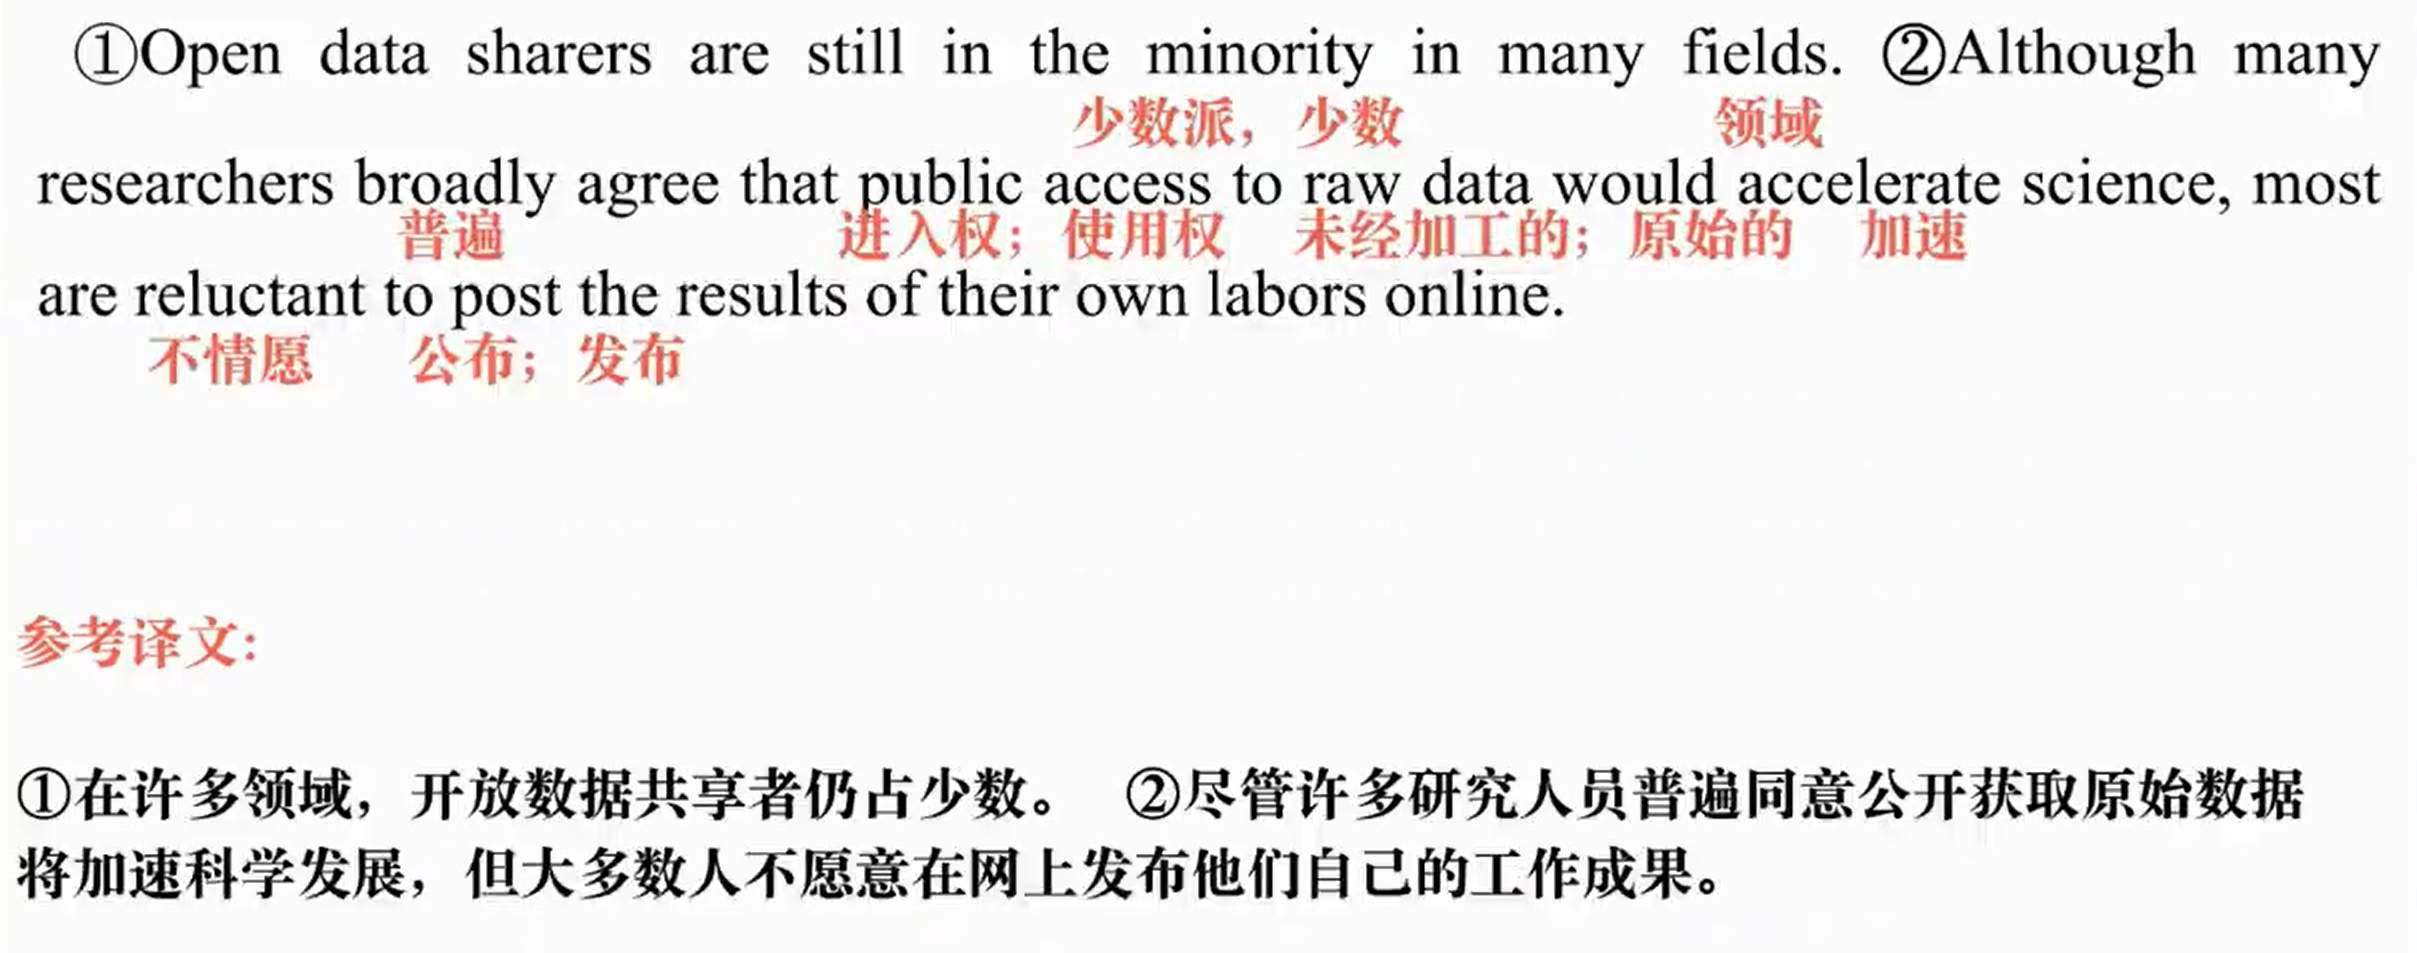 ①Open data sharers are still in the minority in many fields. ②Although many
少数派，少数 领域
researchers broadly agree that public access to raw data would accelerate science, most
普遍 进入权；使用权 未经加工的；原始的 加速
are reluctant to post the results of their own labors online.
不情愿 公布；发布
参考译文：
①在许多领域，开放数据共享者仍占少数。 ②尽管许多研究人员普遍同意公开获取原始数据
将加速科学发展，但大多数人不愿意在网上发布他们自己的工作成果。